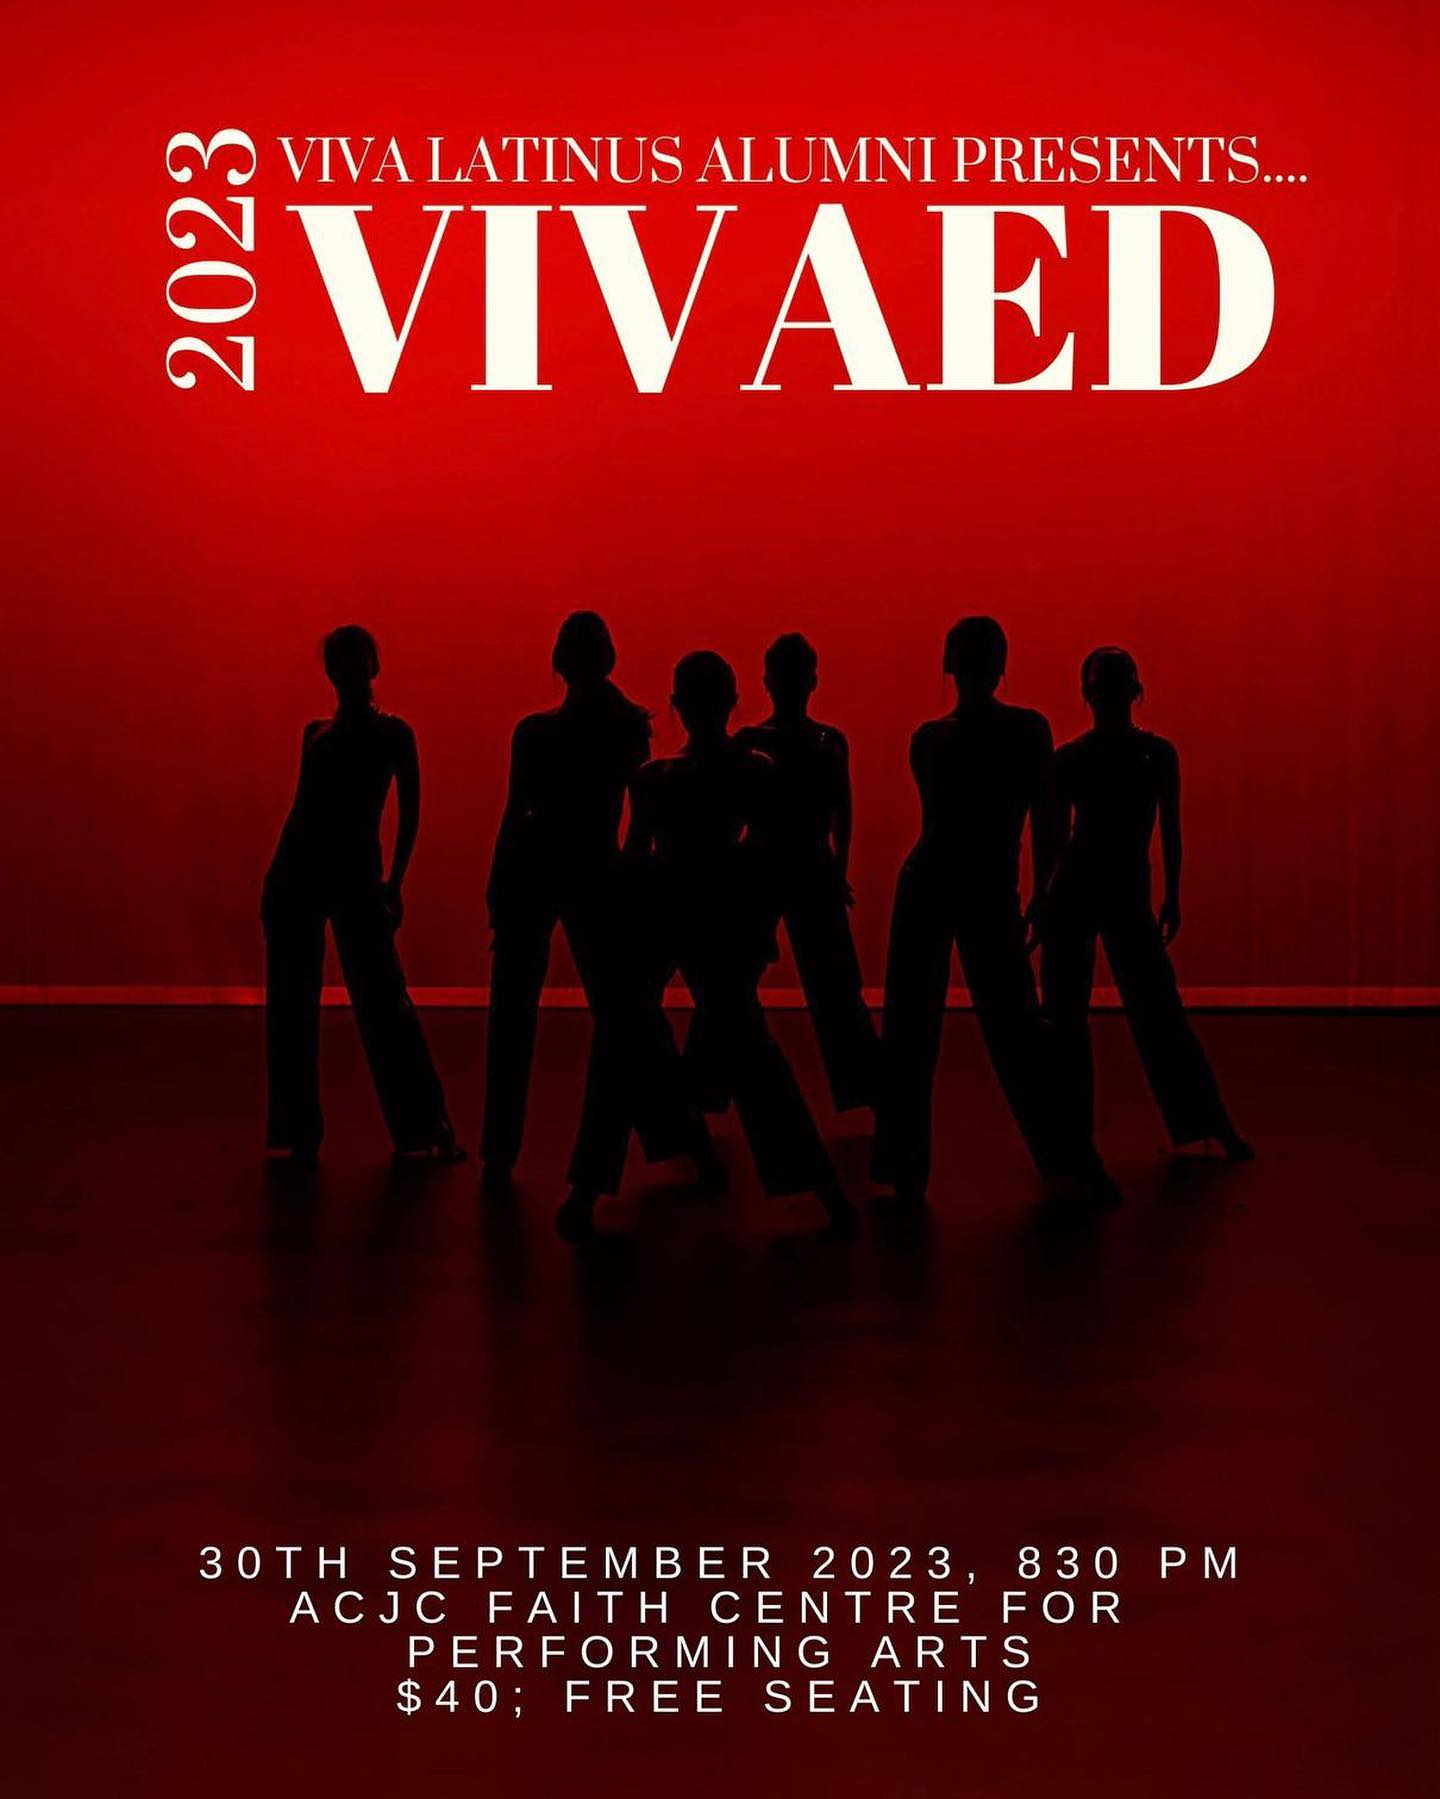 2023
VIVA LATINUS ALUMNI PRESENTS....
VIVAED
30TH SEPTEMBER 2023, 830 PM
ACJC FAITH CENTRE FOR
PERFORMING ARTS
$40; FREE SEATING